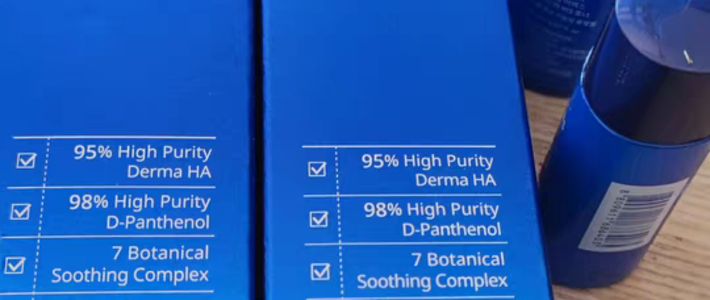 95% High Purity
Derma HA
98% High Purity
D-Panthenol
7 Botanical
Soothing Complex
95% High Purity
Derma HA
98% High Purity
D-Panthenol
7 Botanical
Soothing Complex